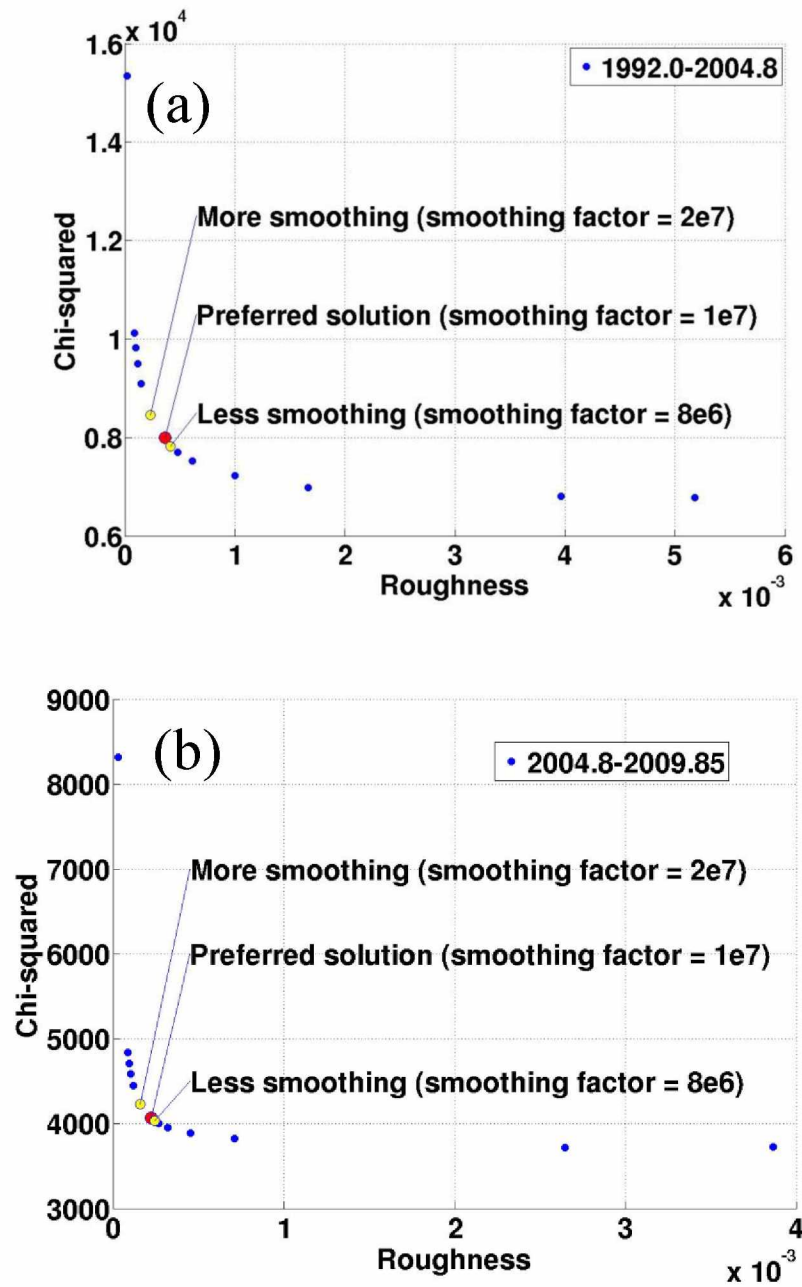 x 10^4
1.6
(a)
1992.0-2004.8
1.4
More smoothing (smoothing factor = 2e7)
1.2
Preferred solution (smoothing factor = 1e7)
1
Less smoothing (smoothing factor = 8e6)
0.8
0.6
Chi-squared
0 1 2 3 4 5 6
Roughness
x 10^-3
9000
(b)
2004.8-2009.85
8000
More smoothing (smoothing factor = 2e7)
7000
Preferred solution (smoothing factor = 1e7)
6000
5000
Less smoothing (smoothing factor = 8e6)
4000
3000
Chi-squared
0 1 2 3 4
Roughness
x 10^-3